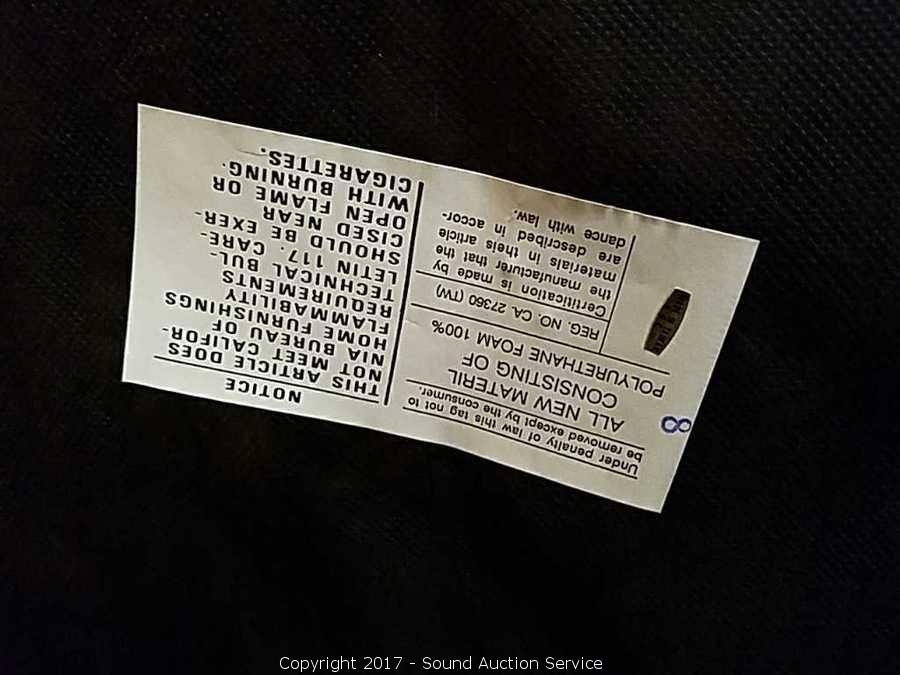 Under penalty of law this tag not to
be removed except by the consumer.
8
ALL NEW MATERIL
CONSISTING OF
POLYURETHANE FOAM 100%
REG. NO. CA. 27360 (TW)
Certitication is made by
the manufacturer that the
materials in theis article
are described in accor-
dance with law.
NOTICE
THIS ARTICLE DOES
NOT MEET CALIFOR-
NIA BUREAU OF
HOME FURNISHINGS
FLAMMABILITY
REQUIREMENTS
TECHNICAL BUL-
LETIN 117. CARE-
SHOULD BE EXER-
CISED NEAR
OPEN FLAME OR
WITH BURNING
CIGARETTES.
Copyright 2017 - Sound Auction Service